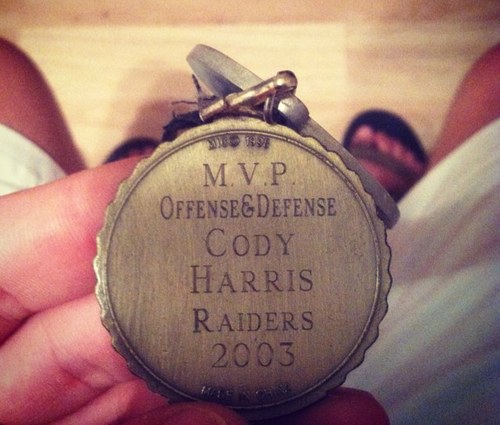 M.V.P.
OFFENSE&DEFENSE
CODY
HARRIS
RAIDERS
2003